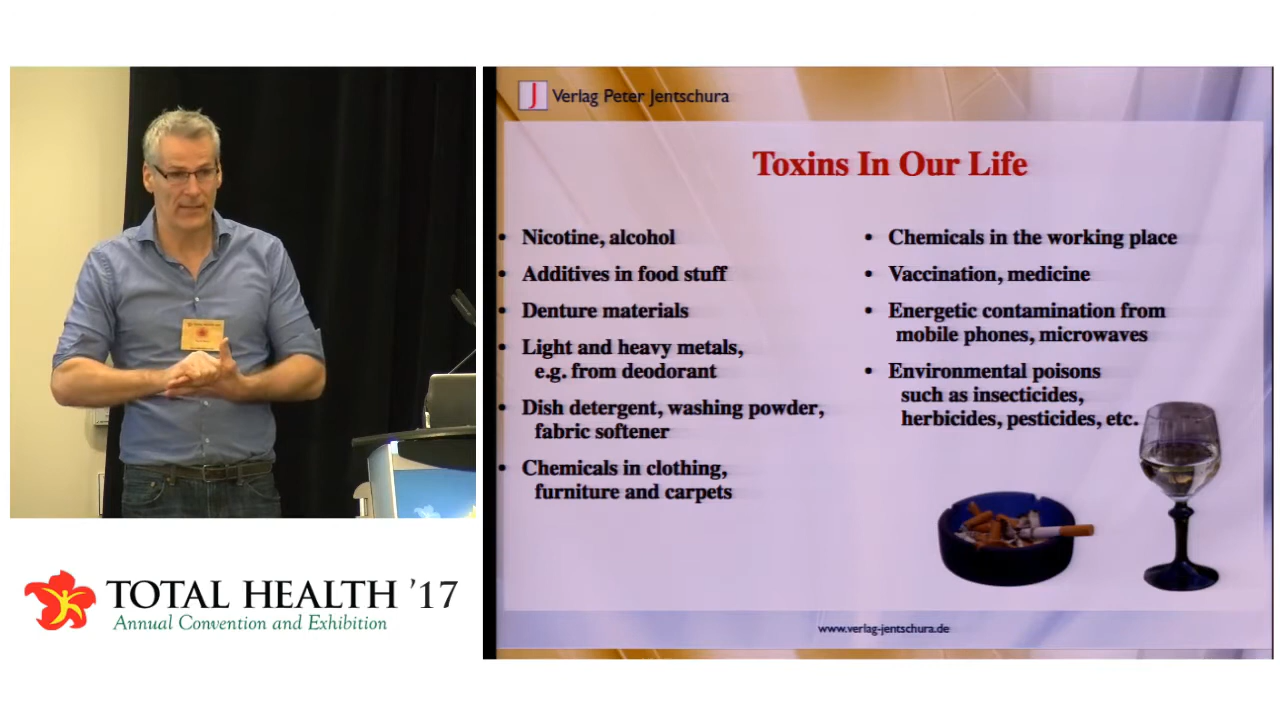 J Verlag Peter Jentschura
Toxins In Our Life
• Nicotine, alcohol
• Additives in food stuff
• Denture materials
• Light and heavy metals,
e.g. from deodorant
• Dish detergent, washing powder,
fabric softener
• Chemicals in clothing,
furniture and carpets
• Chemicals in the working place
• Vaccination, medicine
• Energetic contamination from
mobile phones, microwaves
• Environmental poisons
such as insecticides,
herbicides, pesticides, etc.
www.verlag-jentschura.de
TOTAL HEALTH ’17
Annual Convention and Exhibition